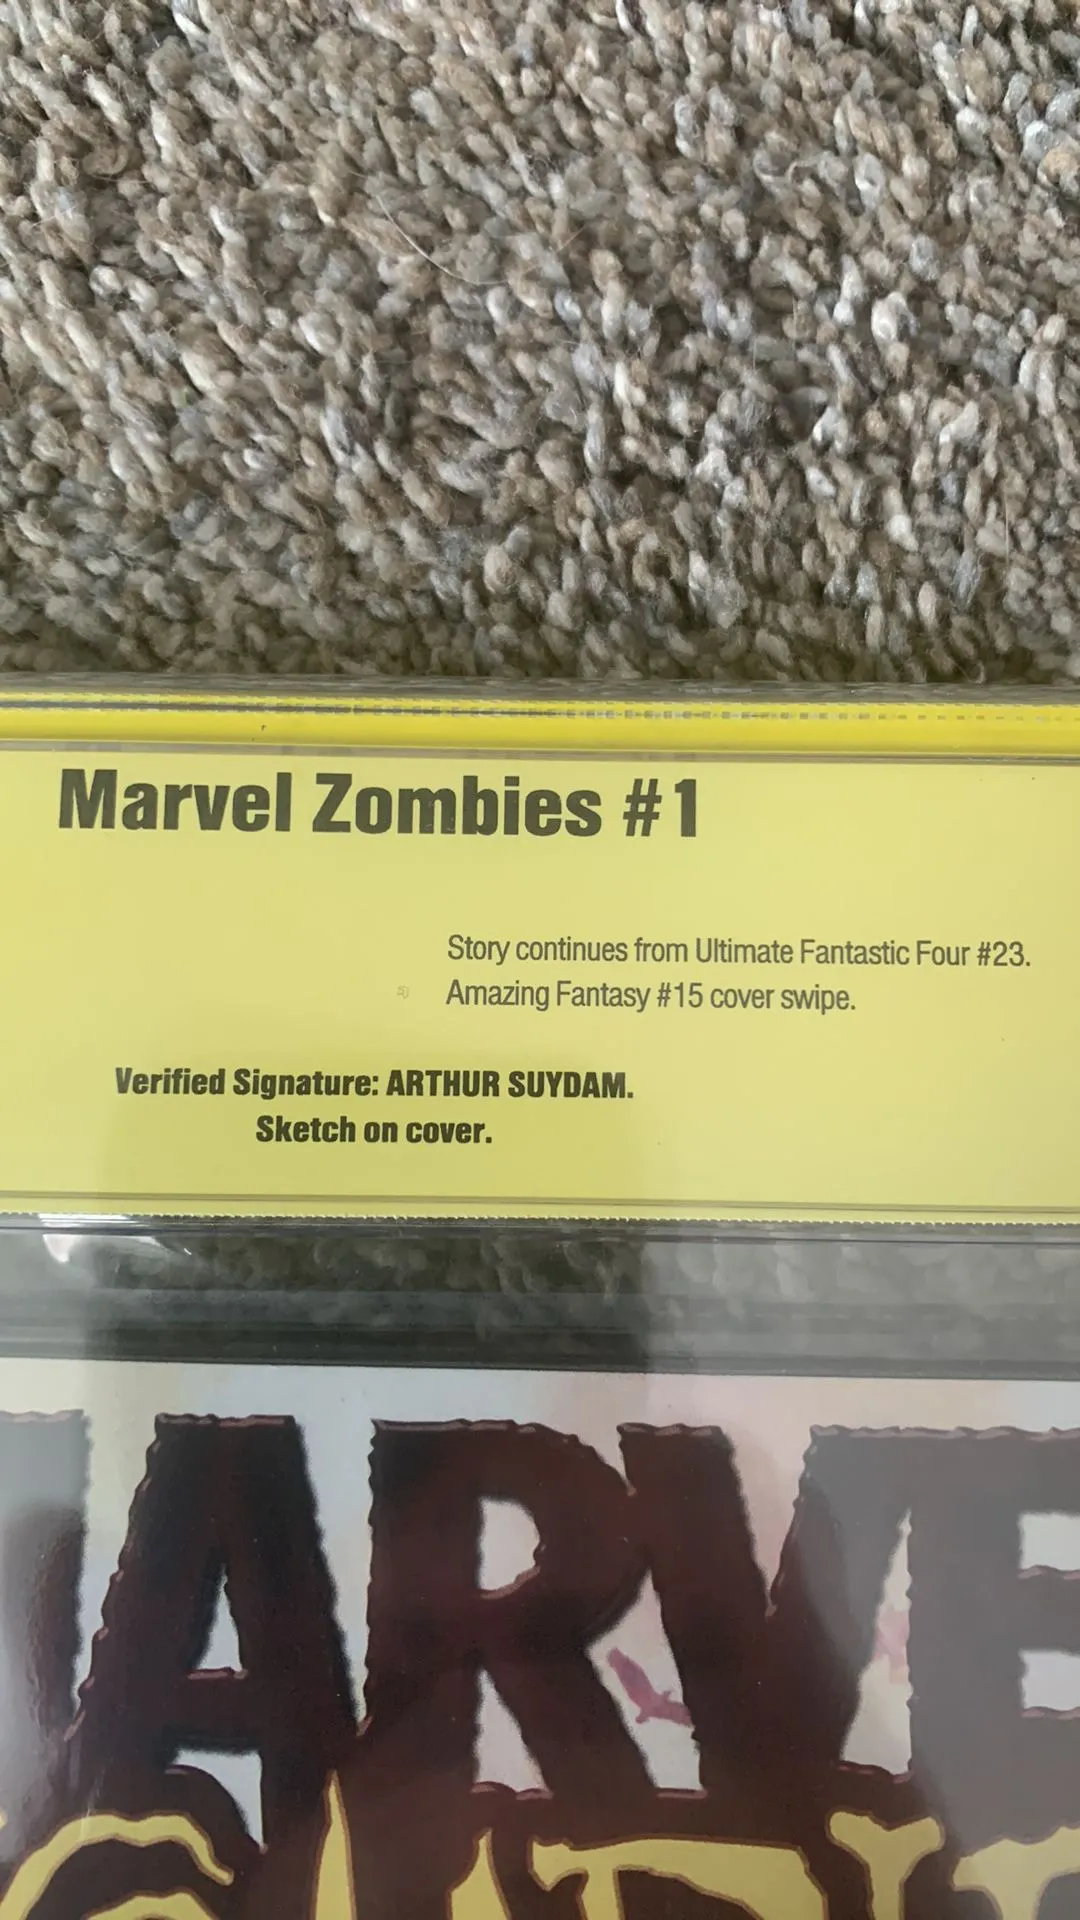 Marvel Zombies #1
Story continues from Ultimate Fantastic Four #23.
Amazing Fantasy #15 cover swipe.
Verified Signature: ARTHUR SUYDAM.
Sketch on cover.
ARVE